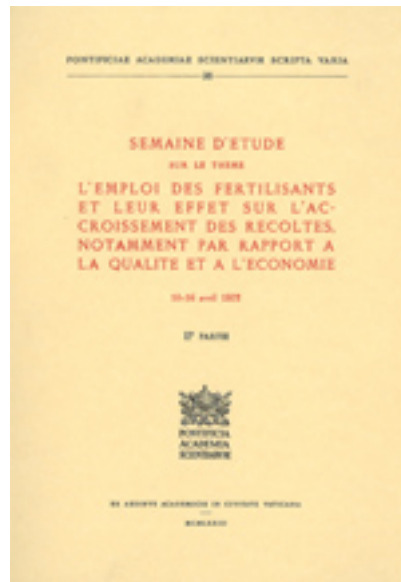 PONTIFICIAE ACADEMIAE SCIENTIARVM SCRIPTA VARIA
SEMAINE D'ETUDE
SUR LE THEME
L'EMPLOI DES FERTILISANTS
ET LEUR EFFET SUR L'AC-
CROISSEMENT DES RECOLTES,
NOTAMMENT PAR RAPPORT A
LA QUALITE ET A L'ECONOMIE
avril
PARTIE
PONTIFICIA
ACADEMIA
SCIENTIARVM
EX AEDIBVS ACADEMICIS IN CIVITATE VATICANA